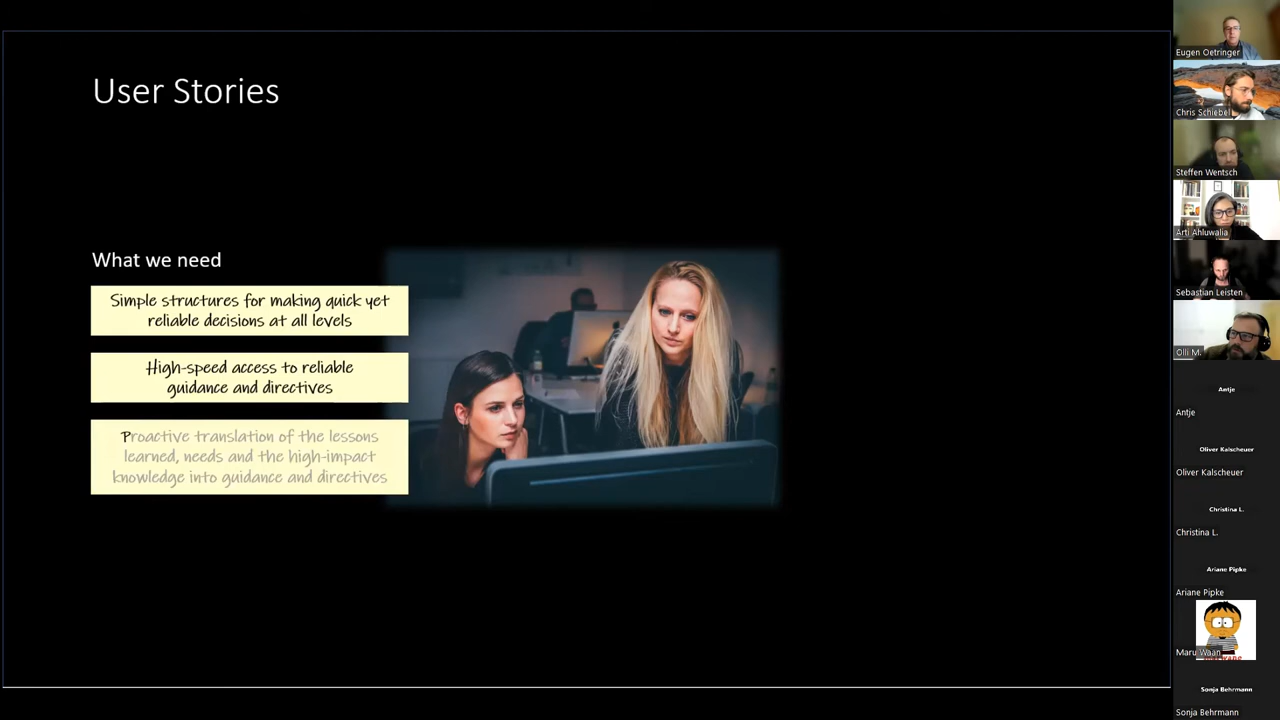 User Stories
What we need
Simple structures for making quick yet
reliable decisions at all levels
High-speed access to reliable
guidance and directives
Proactive translation of the lessons
learned, needs and the high-impact
knowledge into guidance and directives
Eugen Oetringer
Chris Schiebel
Steffen Wentsch
Arti Ahluwalia
Sebastian Leisten
Olli M.
Antje
Antje
Oliver Kalscheuer
Oliver Kalscheuer
Christina L.
Christina L.
Ariane Pipke
Ariane Pipke
Maru Waan
Sonja Behrmann
Sonja Behrmann